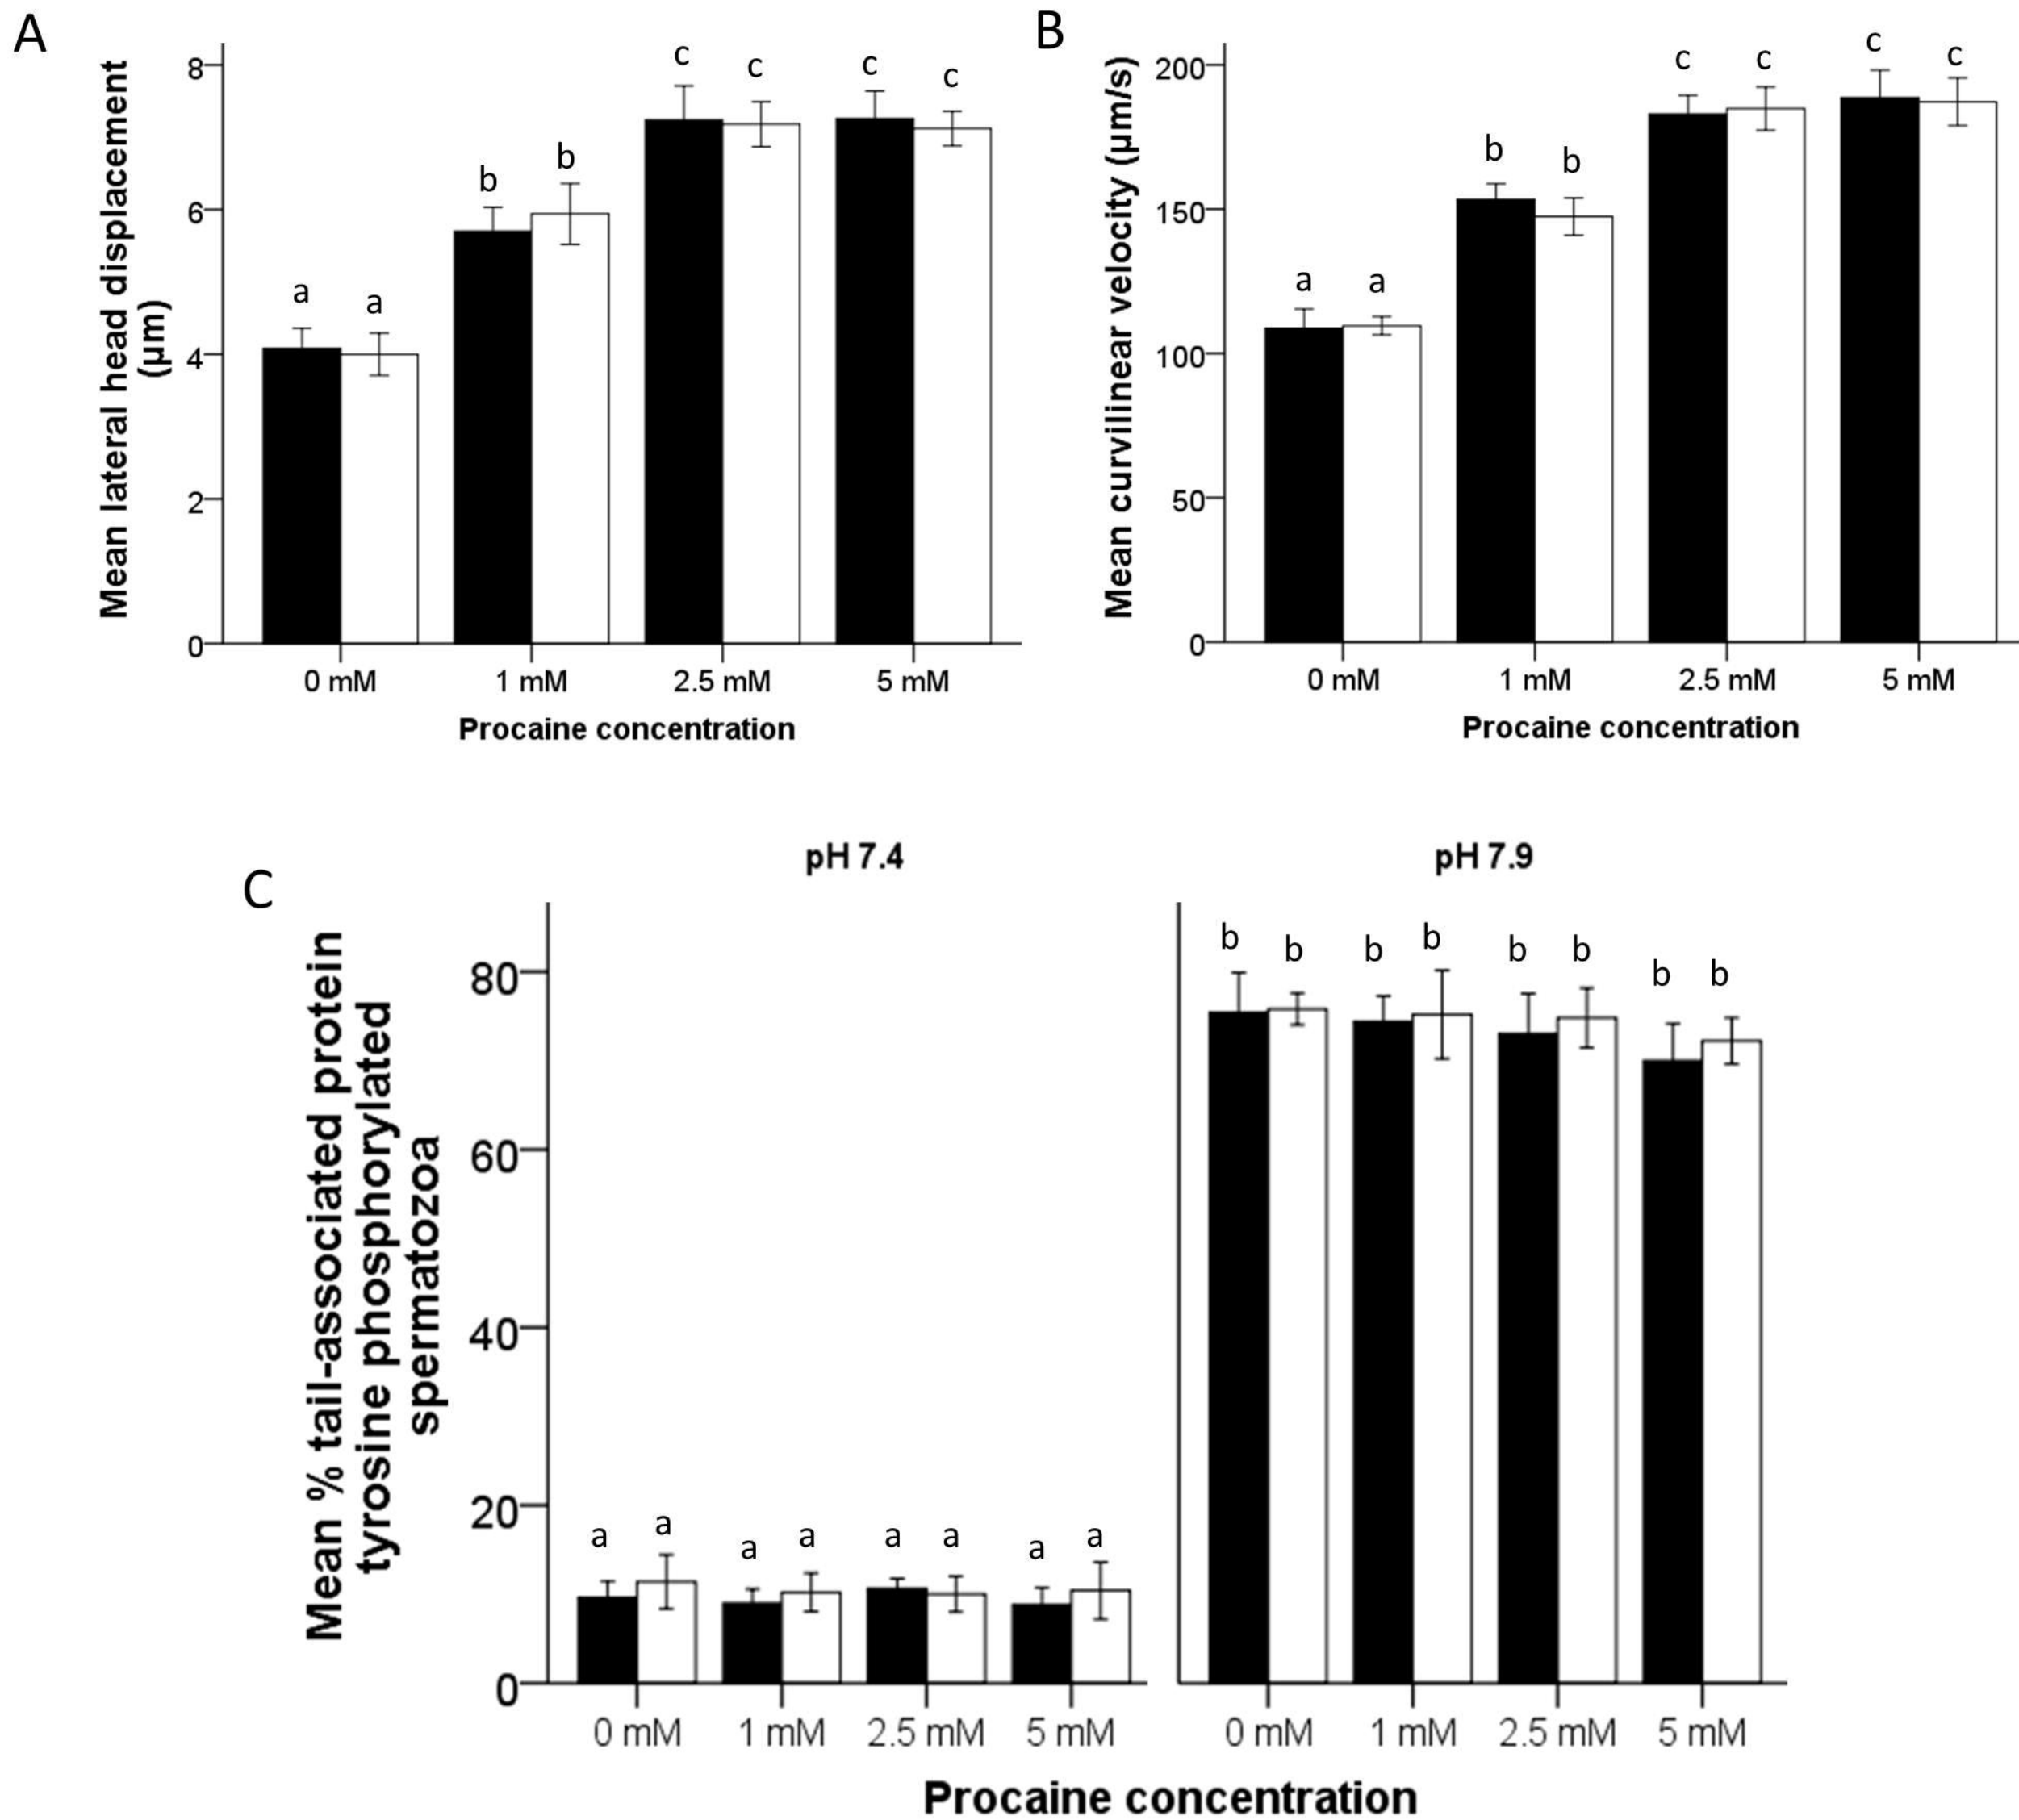 A
Mean lateral head displacement
(µm)
8
6
4
2
0
a a b b c c c c
0 mM 1 mM 2.5 mM 5 mM
Procaine concentration
B
Mean curvilinear velocity (µm/s)
200
150
100
50
0
a a b b c c c c
0 mM 1 mM 2.5 mM 5 mM
Procaine concentration
C
pH 7.4 pH 7.9
Mean % tail-associated protein
tyrosine phosphorylated
spermatozoa
80
60
40
20
0
a a a a a a a a
b b b b b b b b
0 mM 1 mM 2.5 mM 5 mM 0 mM 1 mM 2.5 mM 5 mM
Procaine concentration